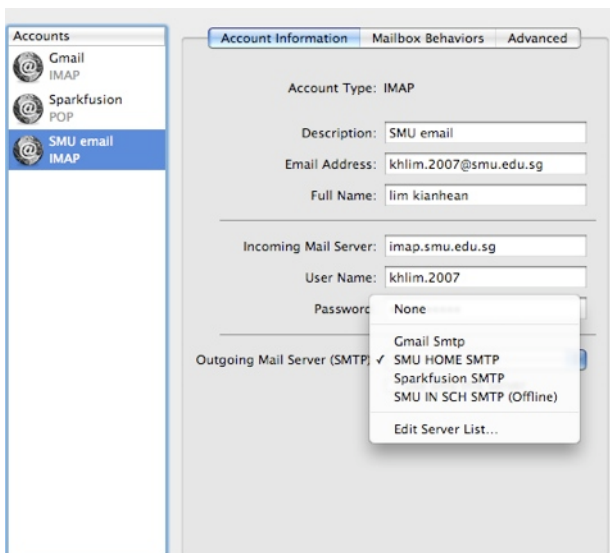 Accounts
Gmail
IMAP
Sparkfusion
POP
SMU email
IMAP
Account Information Mailbox Behaviors Advanced
Account Type: IMAP
Description: SMU email
Email Address: khlim.2007@smu.edu.sg
Full Name: lim kianhean
Incoming Mail Server: imap.smu.edu.sg
User Name: khlim.2007
Password
None
Gmail Smtp
Outgoing Mail Server (SMTP) ✓ SMU HOME SMTP
Sparkfusion SMTP
SMU IN SCH SMTP (Offline)
Edit Server List...